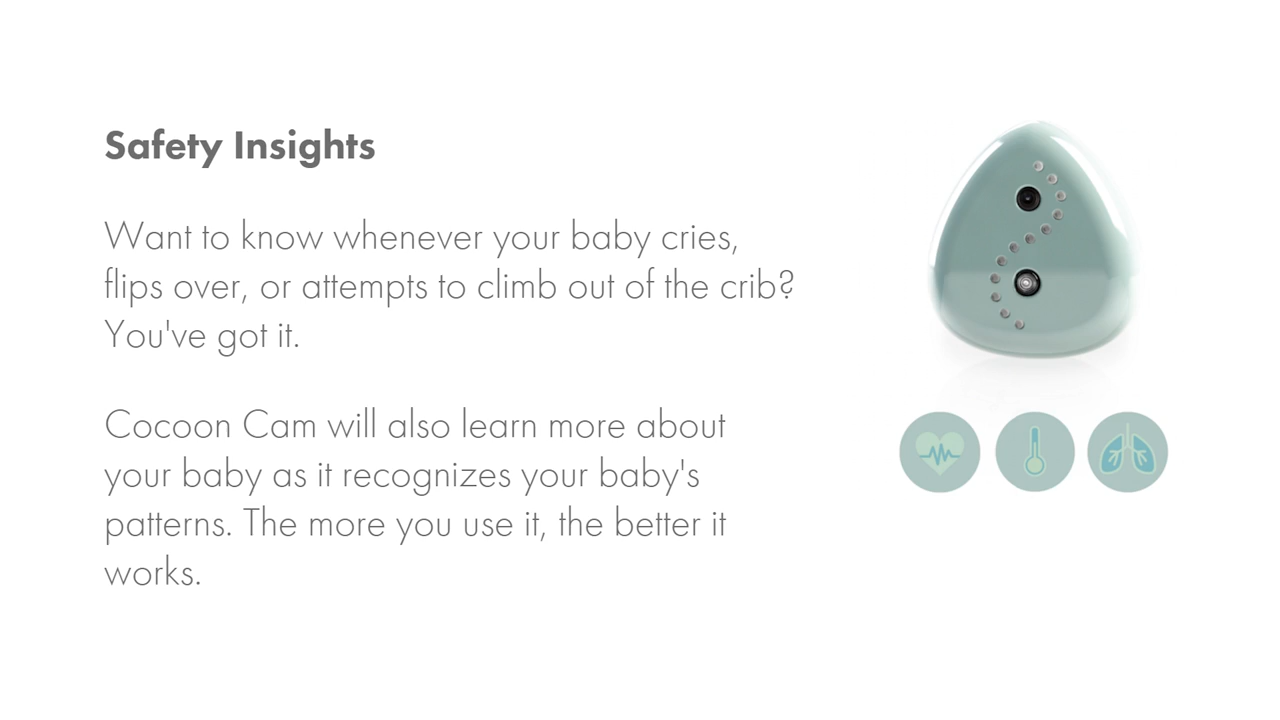 Safety Insights
Want to know whenever your baby cries,
flips over, or attempts to climb out of the crib?
You've got it.
Cocoon Cam will also learn more about
your baby as it recognizes your baby's
patterns. The more you use it, the better it
works.